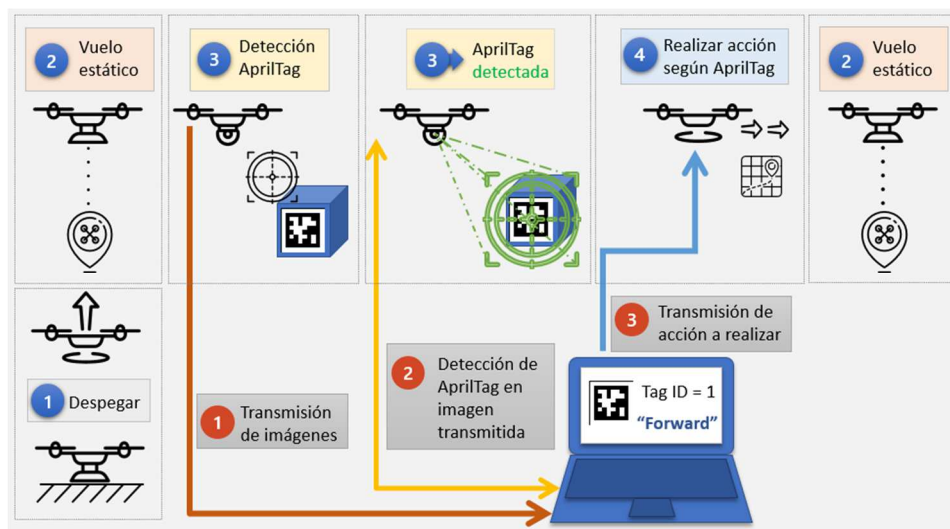 2 Vuelo
estático
3 Detección
AprilTag
3 AprilTag
detectada
4 Realizar acción
según AprilTag
2 Vuelo
estático
1 Despegar
1 Transmisión
de imágenes
2 Detección de
AprilTag en
imagen
transmitida
3 Transmisión de
acción a realizar
Tag ID = 1
“Forward”